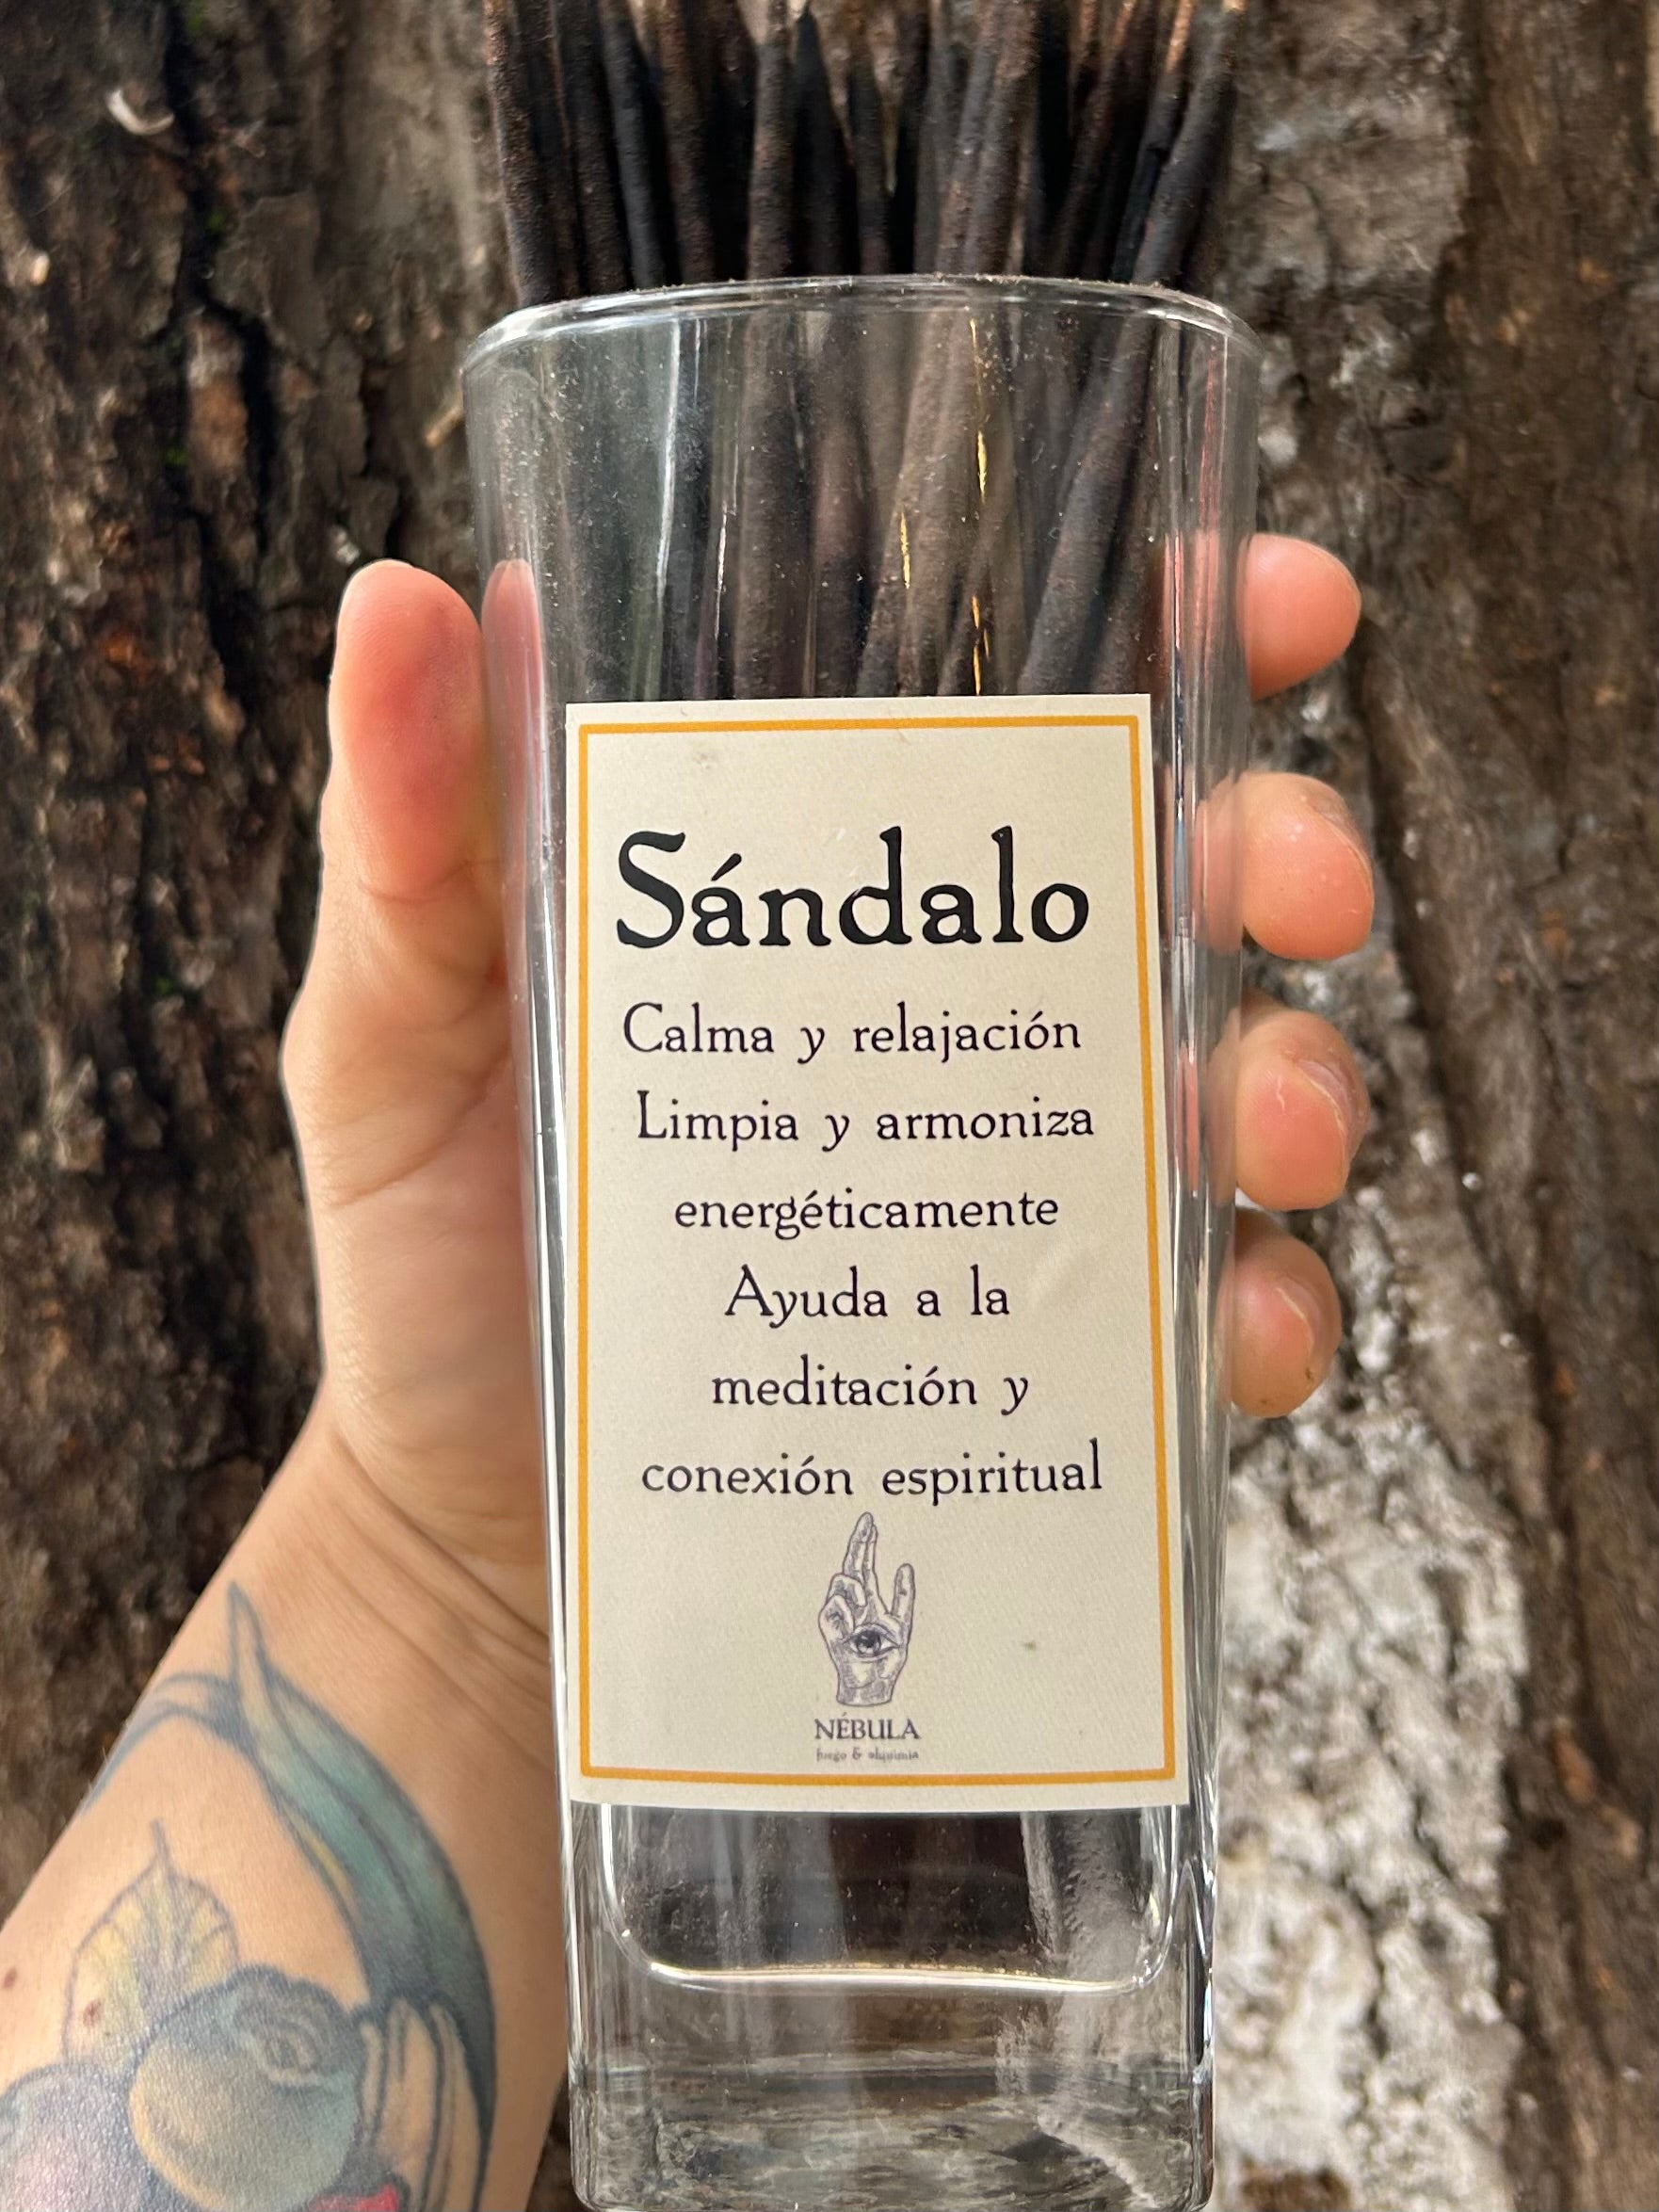 Sándalo
Calma y relajación
Limpia y armoniza
energéticamente
Ayuda a la
meditación y
conexión espiritual
NÉBULA
fuego & alquimia